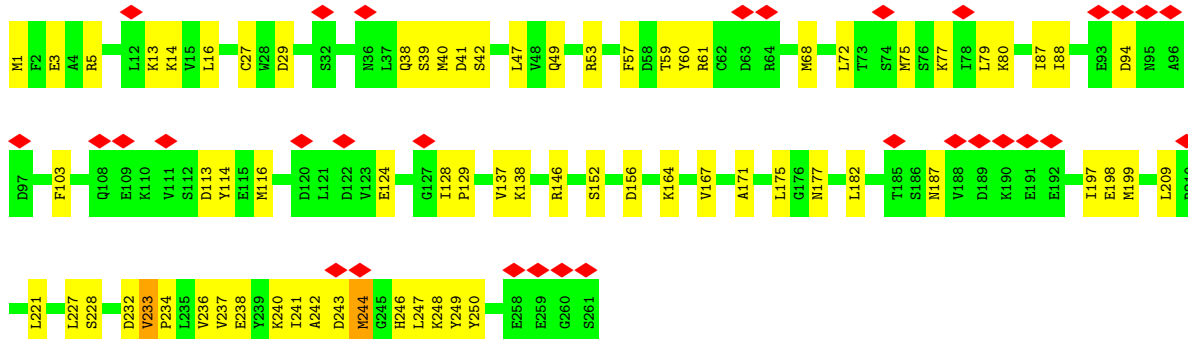 M1 F2 E3 A4 R5 L12 K13 K14 V15 L16 C27 W28 D29 S32 N36 L37 Q38 S39 M40 D41 S42 L47 V48 Q49 R53 F57 D58 T59 Y60 R61 C62 D63 R64 M68 L72 T73 S74 M75 S76 K77 I78 L79 K80 I87 I88 E93 D94 N95 A96
D97 F103 Q108 E109 K110 V111 S112 D113 Y114 E115 M116 D120 L121 D122 V123 E124 G127 I128 P129 V137 K138 R146 S152 D156 K164 V167 A171 L175 G176 N177 L182 T185 S186 N187 V188 D189 K190 E191 E192 I197 E198 M199 L209
L221 L227 S228 D232 V233 P234 L235 V236 V237 E238 Y239 K240 I241 A242 D243 M244 G245 H246 L247 K248 Y249 Y250 E258 E259 G260 S261